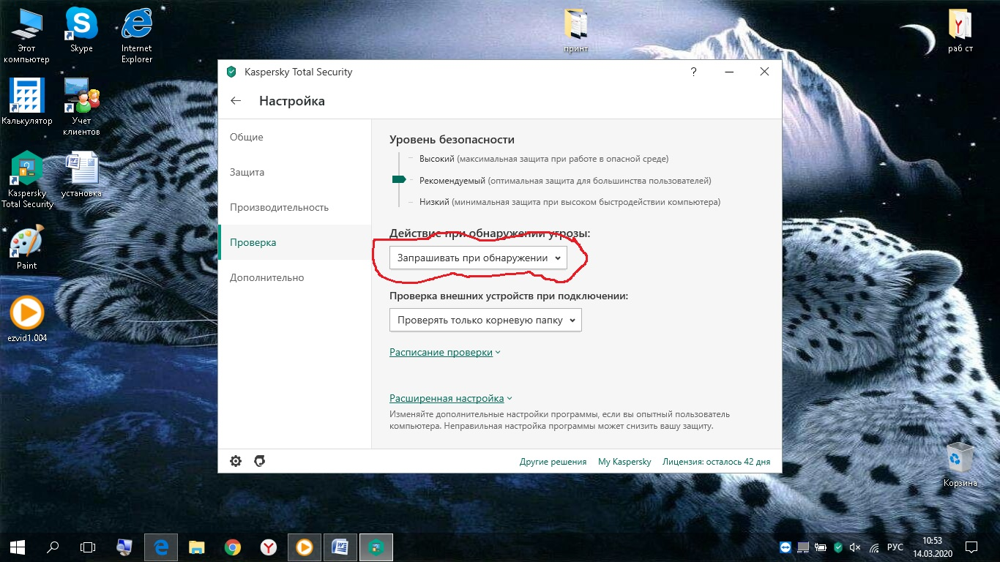 Этот
компьютер
Skype
Internet
Explorer
принт
раб ст
Калькулятор
Учет
клиентов
Kaspersky
Total Security
установка
Paint
ezvid1.004
Корзина
Kaspersky Total Security
?
Настройка
Общие
Защита
Производительность
Проверка
Дополнительно
Уровень безопасности
Высокий (максимальная защита при работе в опасной среде)
Рекомендуемый (оптимальная защита для большинства пользователей)
Низкий (минимальная защита при высоком быстродействии компьютера)
Действие при обнаружении угрозы:
Запрашивать при обнаружении
Проверка внешних устройств при подключении:
Проверять только корневую папку
Расписание проверки
Расширенная настройка
Изменяйте дополнительные настройки программы, если вы опытный пользователь
компьютера. Неправильная настройка программы может снизить вашу защиту.
Другие решения
My Kaspersky
Лицензия: осталось 42 дня
РУС
10:53
14.03.2020